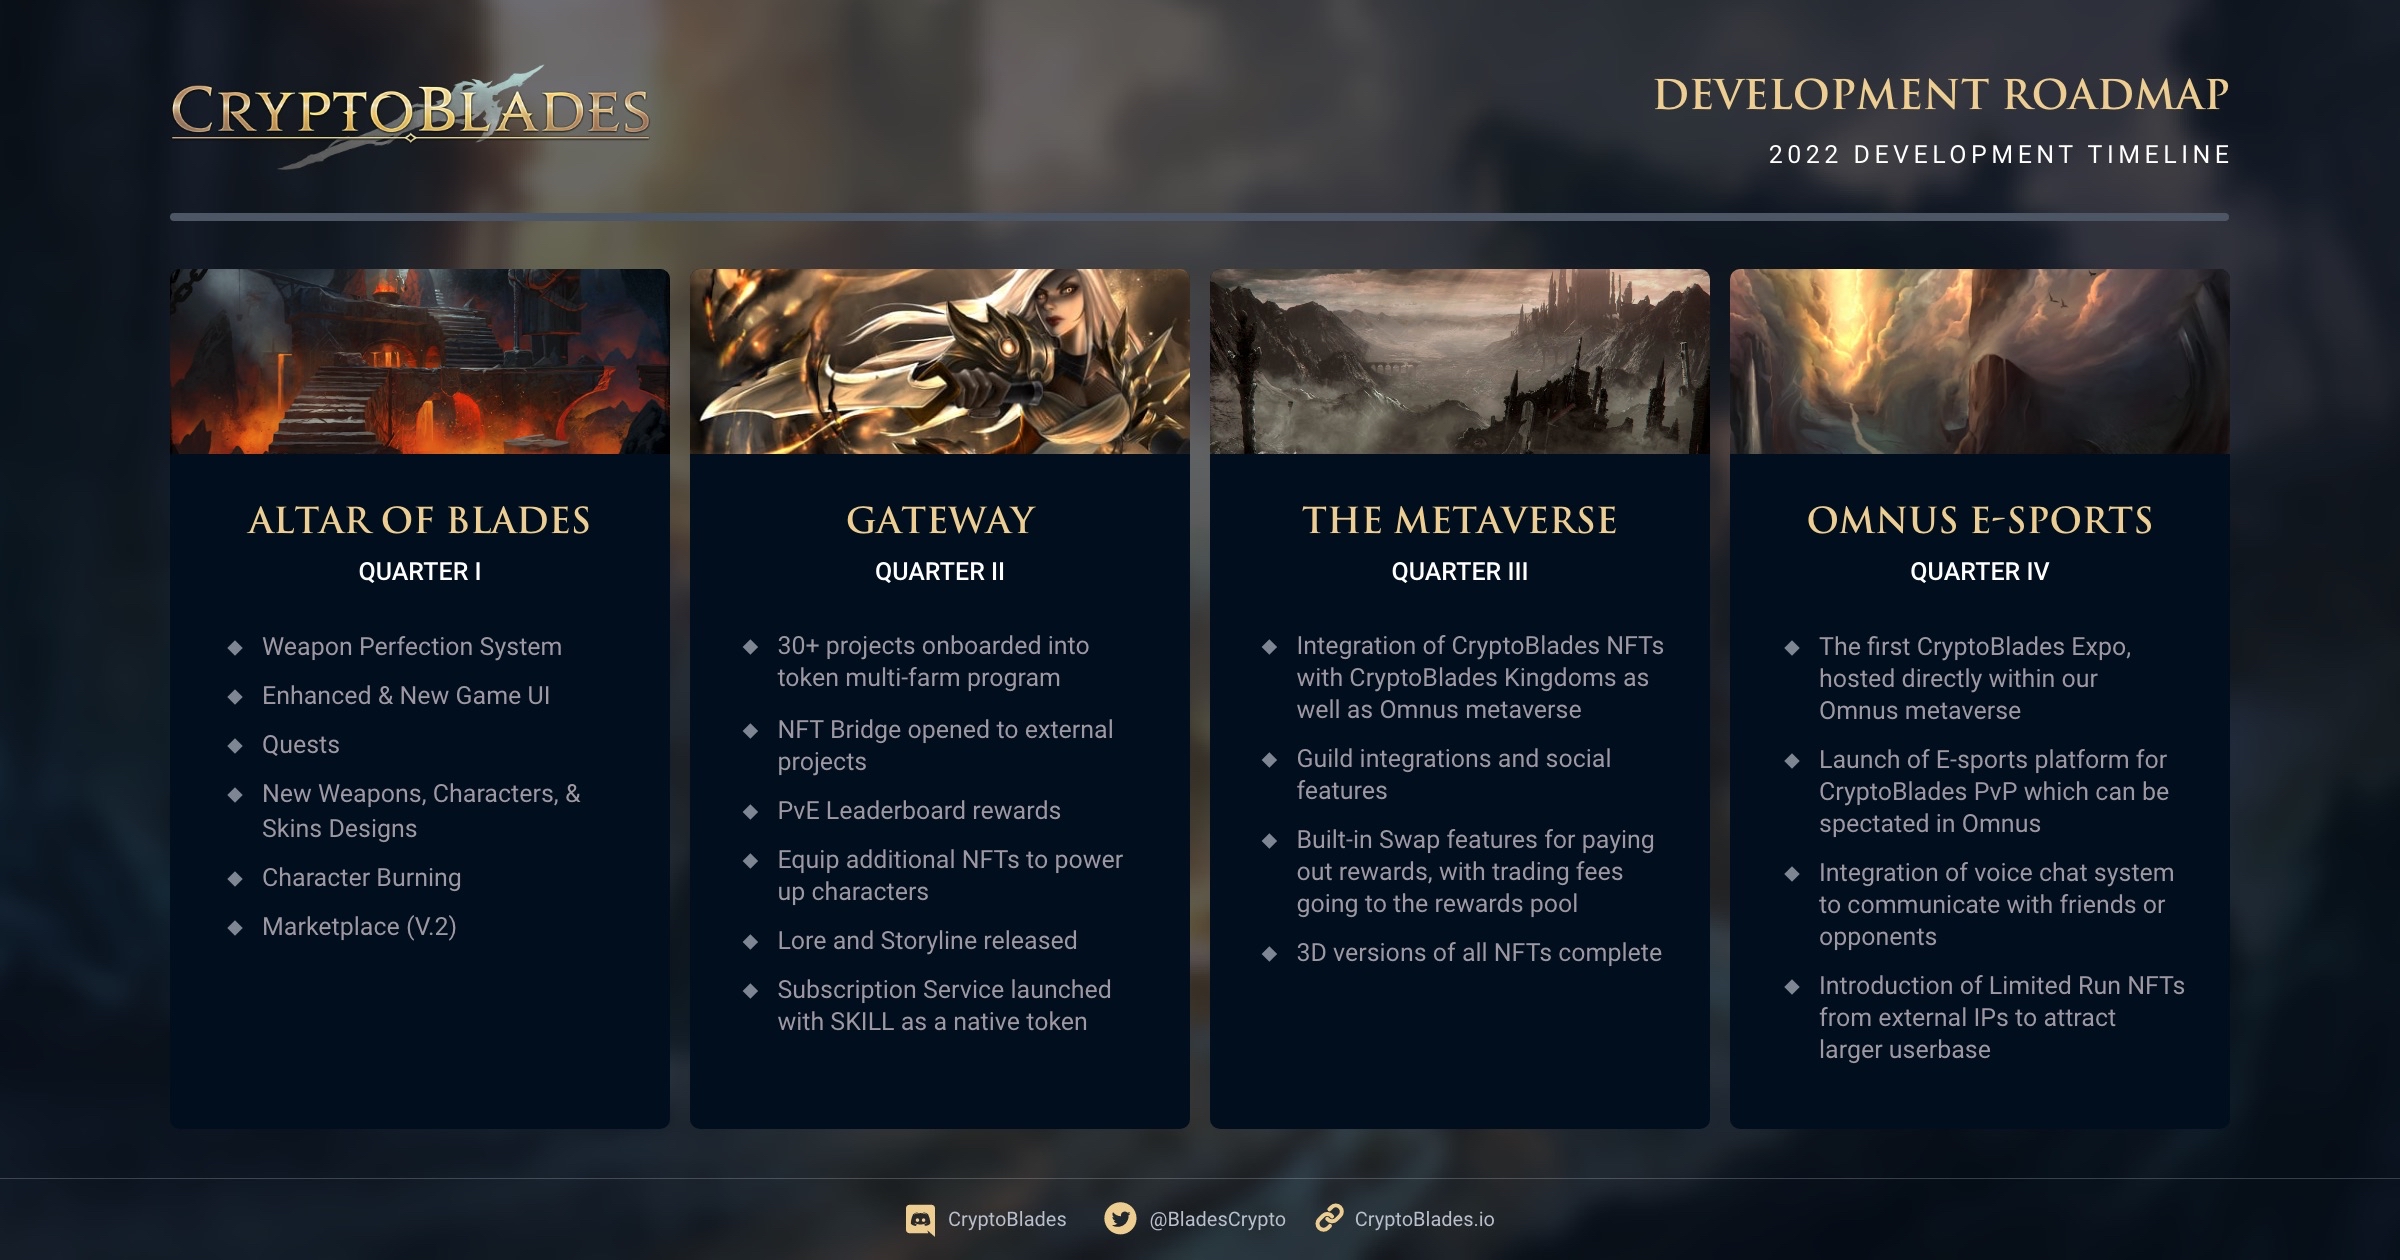 CRYPTOBLADES
DEVELOPMENT ROADMAP
2022 DEVELOPMENT TIMELINE
ALTAR OF BLADES
QUARTER I
Weapon Perfection System
Enhanced & New Game UI
Quests
New Weapons, Characters, &
Skins Designs
Character Burning
Marketplace (V.2)
GATEWAY
QUARTER II
30+ projects onboarded into
token multi-farm program
NFT Bridge opened to external
projects
PvE Leaderboard rewards
Equip additional NFTs to power
up characters
Lore and Storyline released
Subscription Service launched
with SKILL as a native token
THE METAVERSE
QUARTER III
Integration of CryptoBlades NFTs
with CryptoBlades Kingdoms as
well as Omnus metaverse
Guild integrations and social
features
Built-in Swap features for paying
out rewards, with trading fees
going to the rewards pool
3D versions of all NFTs complete
OMNUS E-SPORTS
QUARTER IV
The first CryptoBlades Expo,
hosted directly within our
Omnus metaverse
Launch of E-sports platform for
CryptoBlades PvP which can be
spectated in Omnus
Integration of voice chat system
to communicate with friends or
opponents
Introduction of Limited Run NFTs
from external IPs to attract
larger userbase
CryptoBlades
@BladesCrypto
CryptoBlades.io